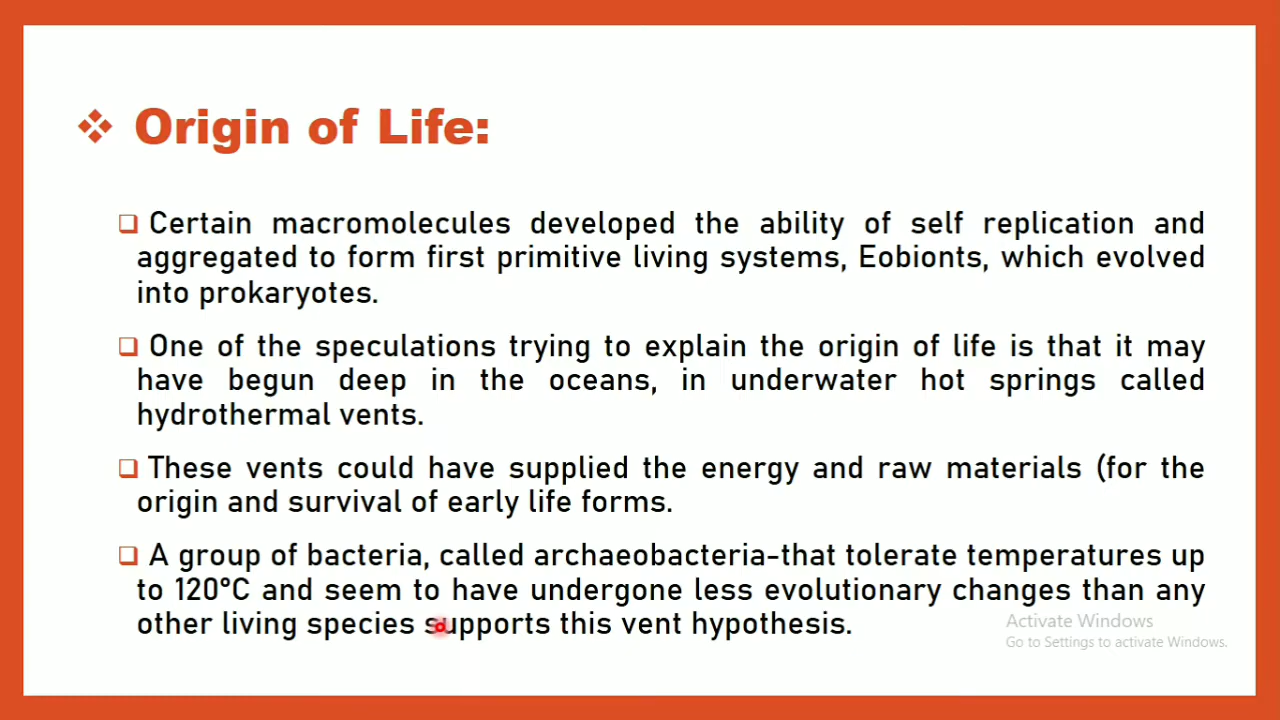 Origin of Life:
Certain macromolecules developed the ability of self replication and
aggregated to form first primitive living systems, Eobionts, which evolved
into prokaryotes.
One of the speculations trying to explain the origin of life is that it may
have begun deep in the oceans, in underwater hot springs called
hydrothermal vents.
These vents could have supplied the energy and raw materials (for the
origin and survival of early life forms.
A group of bacteria, called archaeobacteria-that tolerate temperatures up
to 120°C and seem to have undergone less evolutionary changes than any
other living species supports this vent hypothesis.
Activate Windows
Go to Settings to activate Windows.